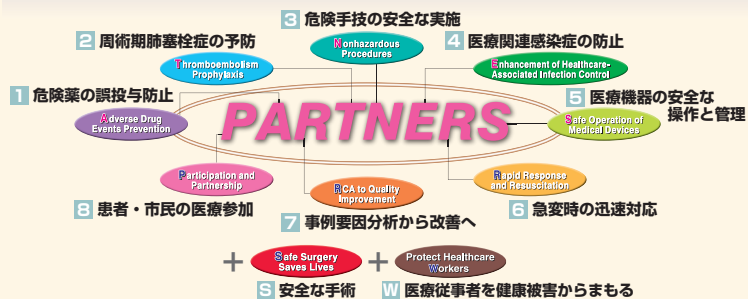 3 危険手技の安全な実施
Nonhazardous
Procedures
2 周術期肺塞栓症の予防
Thromboembolism
Prophylaxis
4 医療関連感染症の防止
Enhancement of Healthcare-
Associated Infection Control
1 危険薬の誤投与防止
Adverse Drug
Events Prevention
PARTNERS
5 医療機器の安全な
操作と管理
Safe Operation of
Medical Devices
Participation and
Partnership
8 患者・市民の医療参加
RCA to Quality
Improvement
7 事例要因分析から改善へ
Rapid Response
and Resuscitation
6 急変時の迅速対応
+ Safe Surgery
Saves Lives
S 安全な手術
+ Protect Healthcare
Workers
W 医療従事者を健康被害からまもる